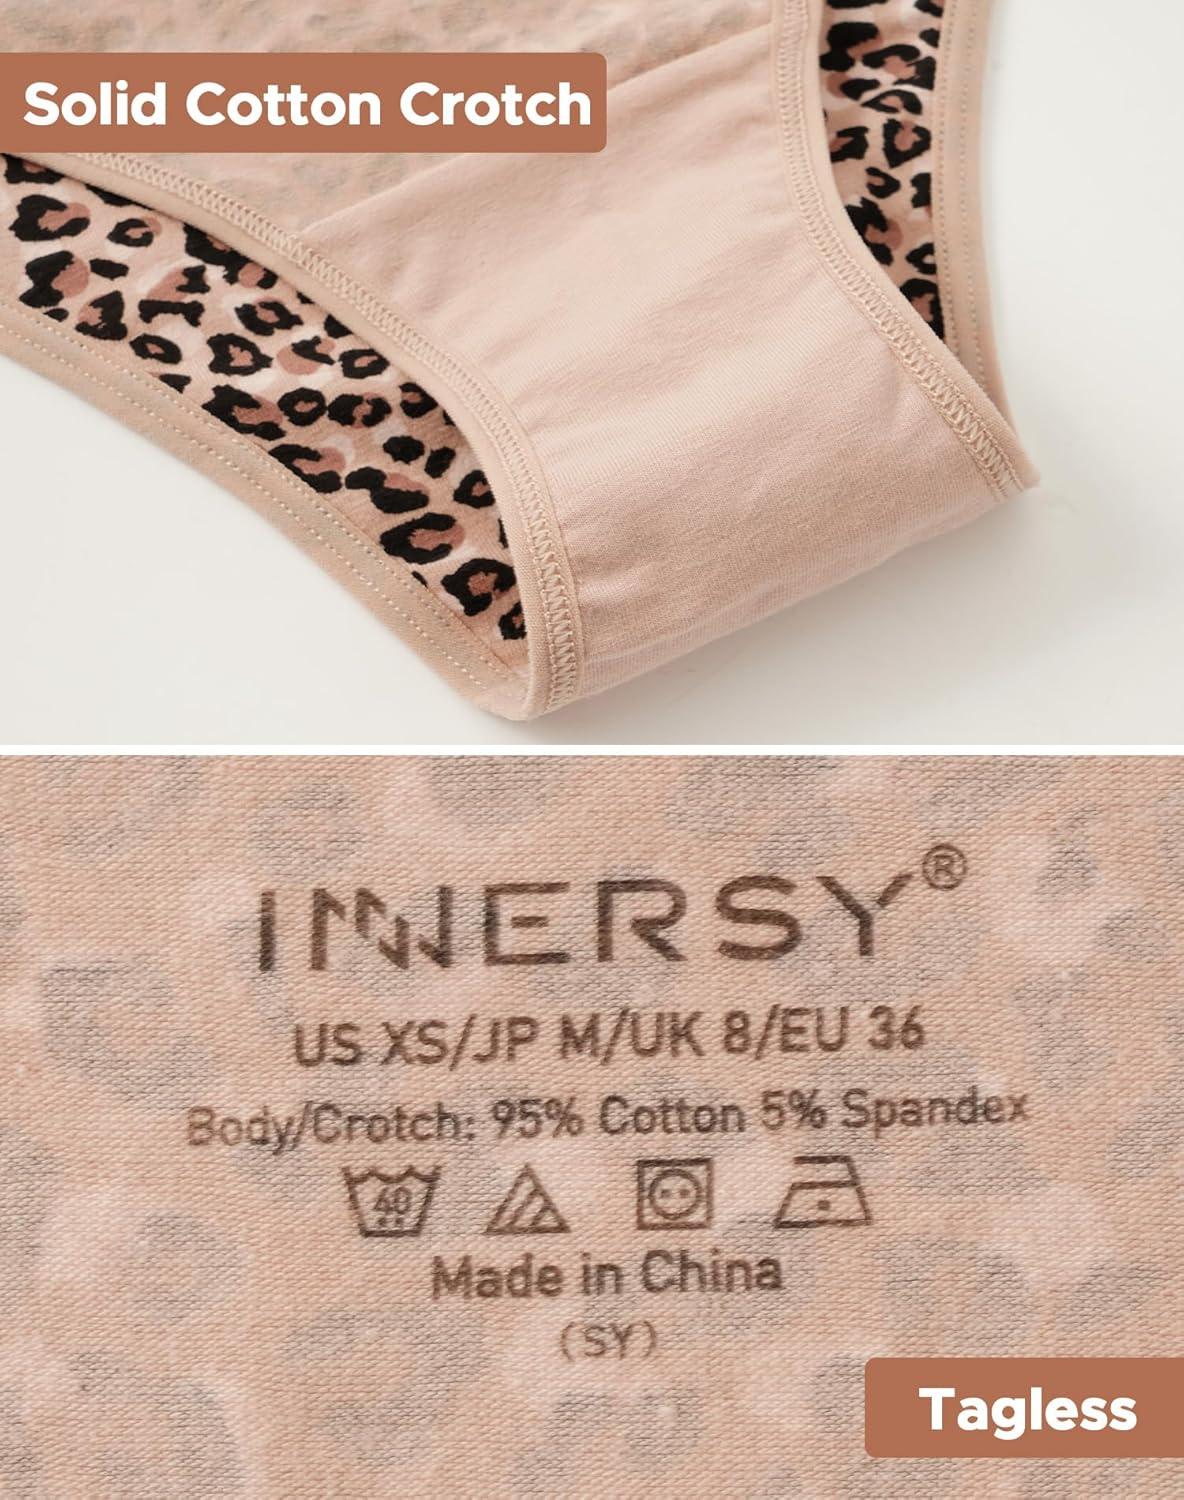 Solid Cotton Crotch
INNERSY®
US XS/JP M/UK 8/EU 36
Body/Crotch: 95% Cotton 5% Spandex
40
Made in China
(SY)
Tagless